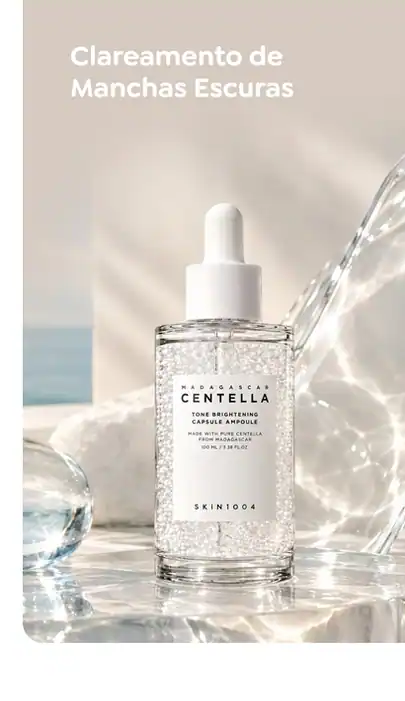 Clareamento de
Manchas Escuras
MADAGASCAR
CENTELLA
TONE BRIGHTENING
CAPSULE AMPOULE
MADE WITH PURE CENTELLA
FROM MADAGASCAR
100 ML / 3.38 FL.OZ
SKIN1004